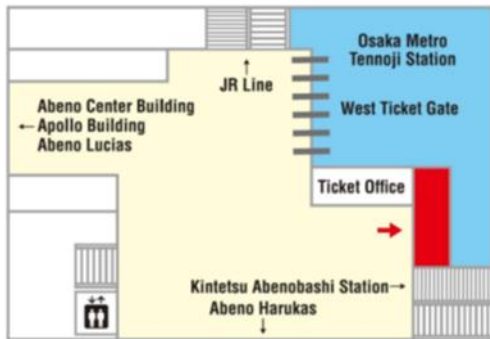 Osaka Metro
Tennoji Station
JR Line
West Ticket Gate
Abeno Center Building
Apollo Building
Abeno Lucias
Ticket Office
Kintetsu Abenobashi Station
Abeno Harukas